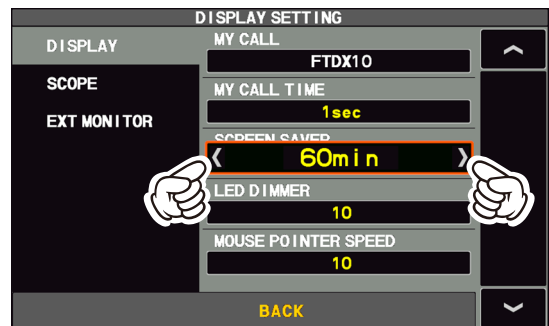 DISPLAY SETTING
DISPLAY
SCOPE
EXT MONITOR
MY CALL
FTDX10
MY CALL TIME
1sec
SCREEN SAVER
60min
LED DIMMER
10
MOUSE POINTER SPEED
10
BACK